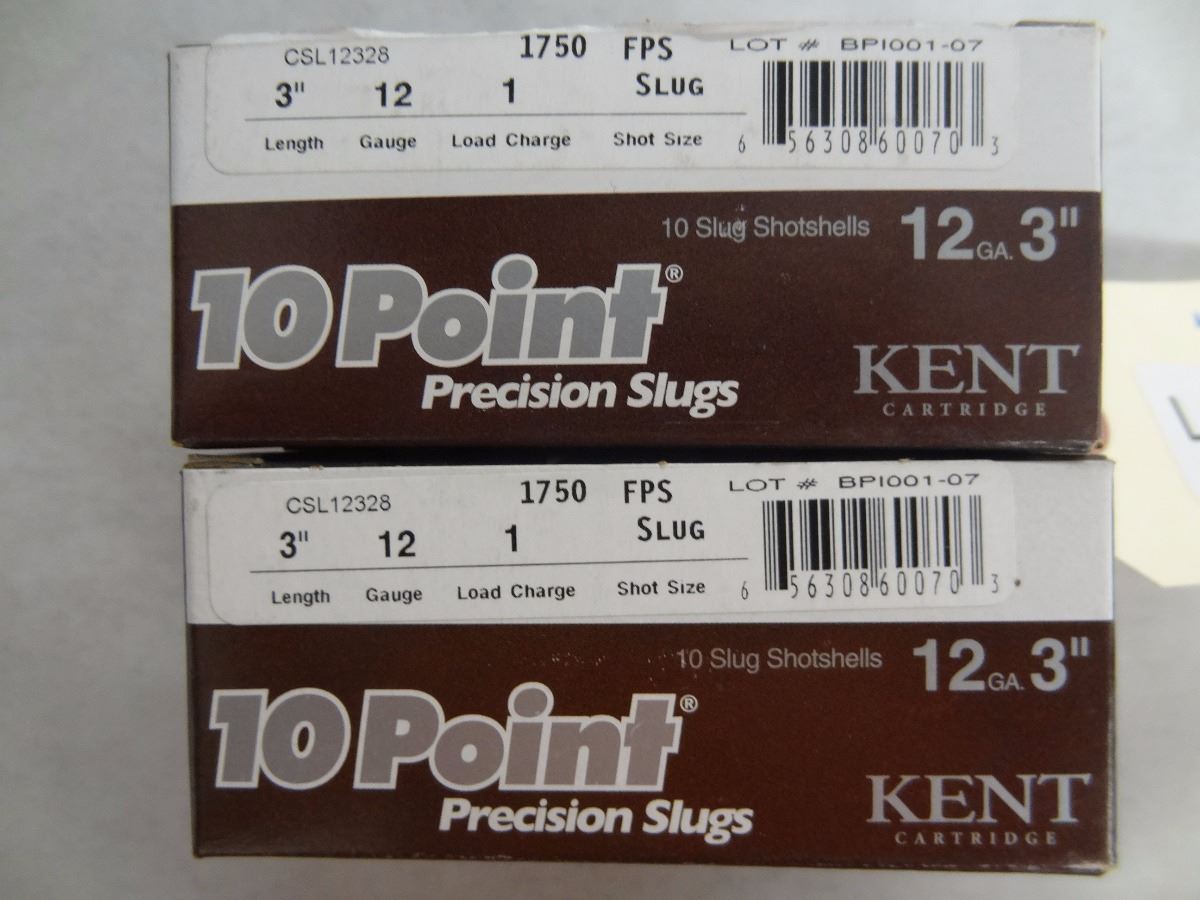 CSL12328 1750 FPS LOT # BPI001-07
3" 12 1 SLUG
Length Gauge Load Charge Shot Size
6 56308 60070 3
10 Slug Shotshells 12 GA. 3"
10 Point®
Precision Slugs
KENT
CARTRIDGE
CSL12328 1750 FPS LOT # BPI001-07
3" 12 1 SLUG
Length Gauge Load Charge Shot Size
6 56308 60070 3
10 Slug Shotshells 12 GA. 3"
10 Point®
Precision Slugs
KENT
CARTRIDGE